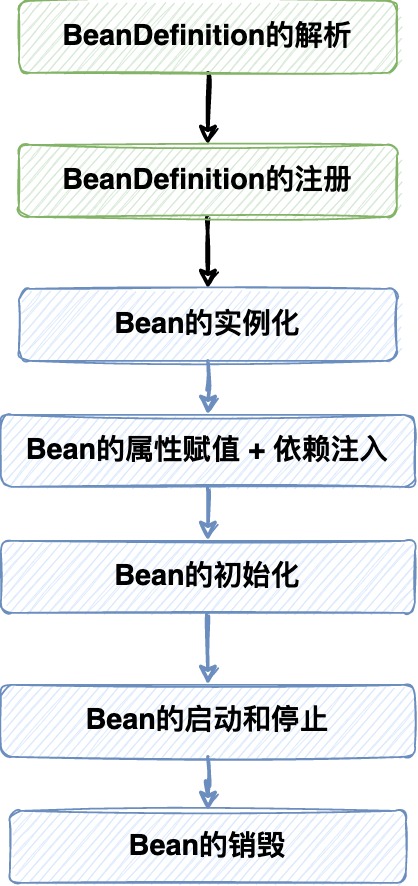 BeanDefinition的解析
BeanDefinition的注册
Bean的实例化
Bean的属性赋值 + 依赖注入
Bean的初始化
Bean的启动和停止
Bean的销毁